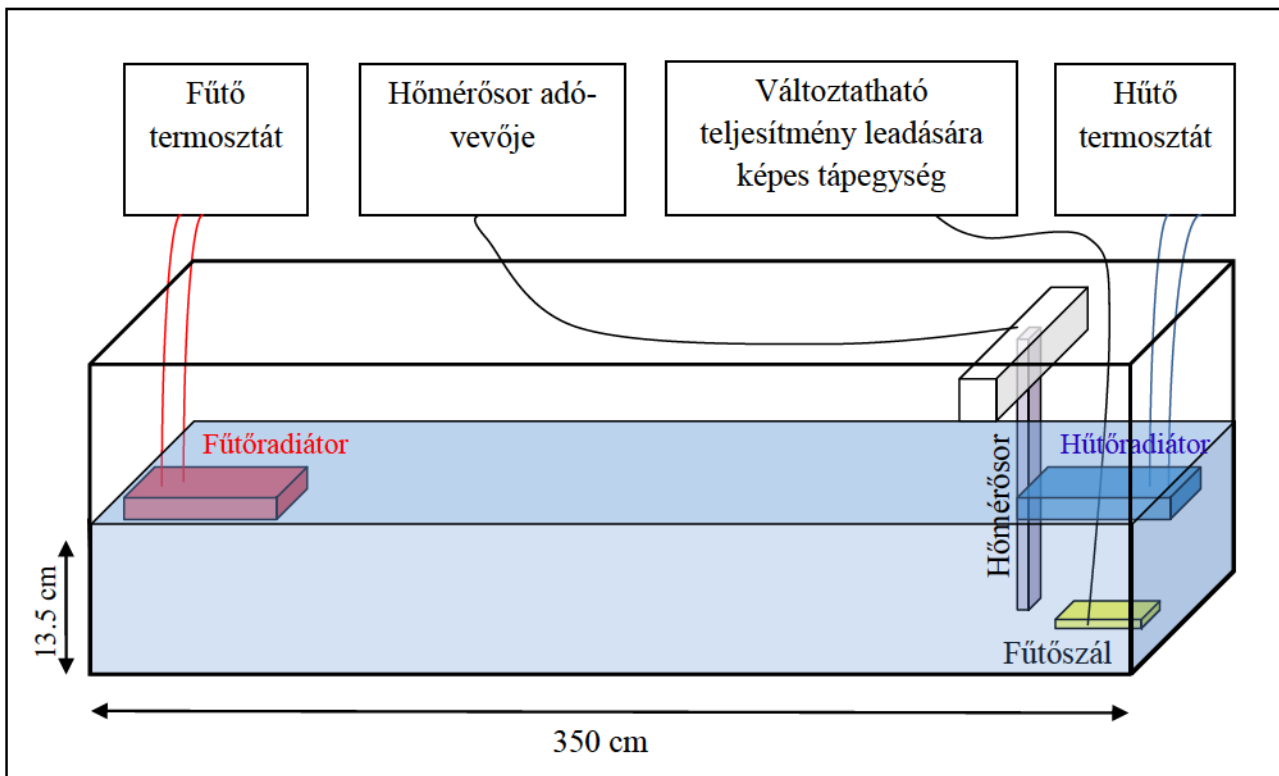 Fűtő
termosztát
Hőmérősor adó-
vevője
Változtatható
teljesítmény leadására
képes tápegység
Hűtő
termosztát
Fűtőradiátor
Hűtőradiátor
Hőmérősor
13.5 cm
Fűtőszál
350 cm